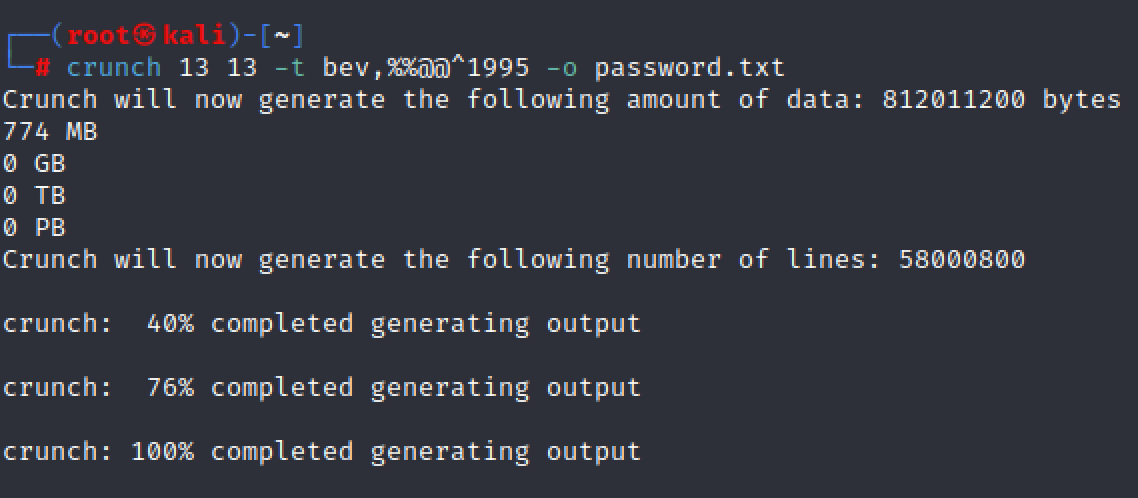 ┌──(root㉿kali)-[~]
└─# crunch 13 13 -t bev,%%@@^1995 -o password.txt
Crunch will now generate the following amount of data: 812011200 bytes
774 MB
0 GB
0 TB
0 PB
Crunch will now generate the following number of lines: 58000800
crunch:  40% completed generating output
crunch:  76% completed generating output
crunch: 100% completed generating output